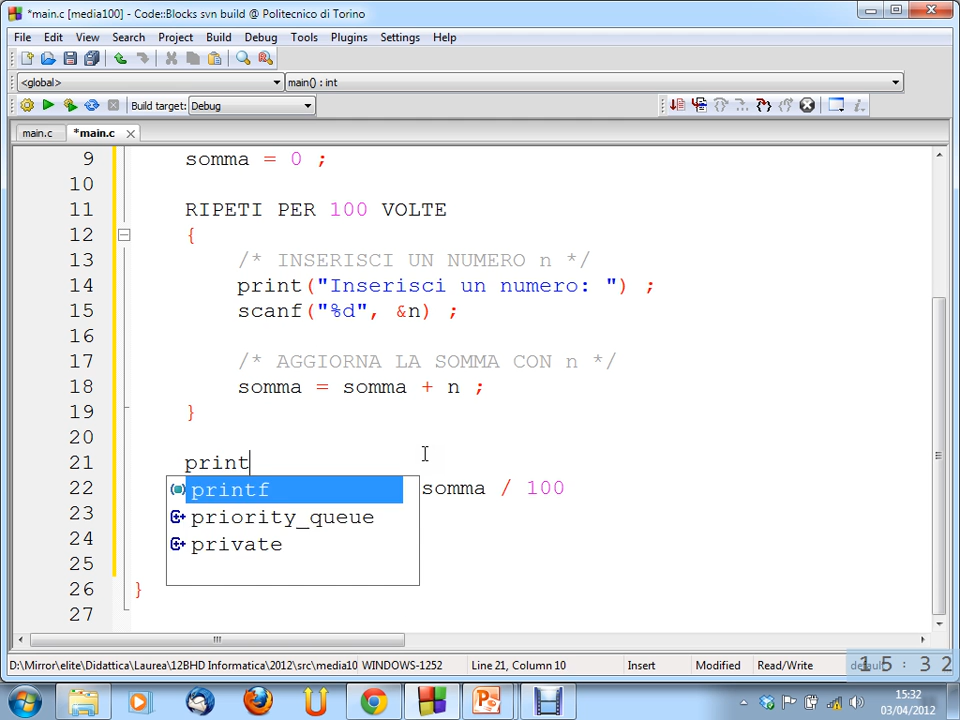 *main.c [media100] - Code::Blocks svn build @ Politecnico di Torino
File Edit View Search Project Build Debug Tools Plugins Settings Help
<global> main() : int
Build target: Debug
main.c *main.c
9 somma = 0 ;
10
11 RIPETI PER 100 VOLTE
12 {
13 /* INSERISCI UN NUMERO n */
14 print("Inserisci un numero: ") ;
15 scanf("%d", &n) ;
16
17 /* AGGIORNA LA SOMMA CON n */
18 somma = somma + n ;
19 }
20
21 print
printf
22 somma / 100
23 priority_queue
24 private
25
26 }
27
D:\Mirror\elite\Didattica\Laurea\12BHD Informatica\2012\src\media10 WINDOWS-1252 Line 21, Column 10 Insert Modified Read/Write default
15:32
15:32
03/04/2012